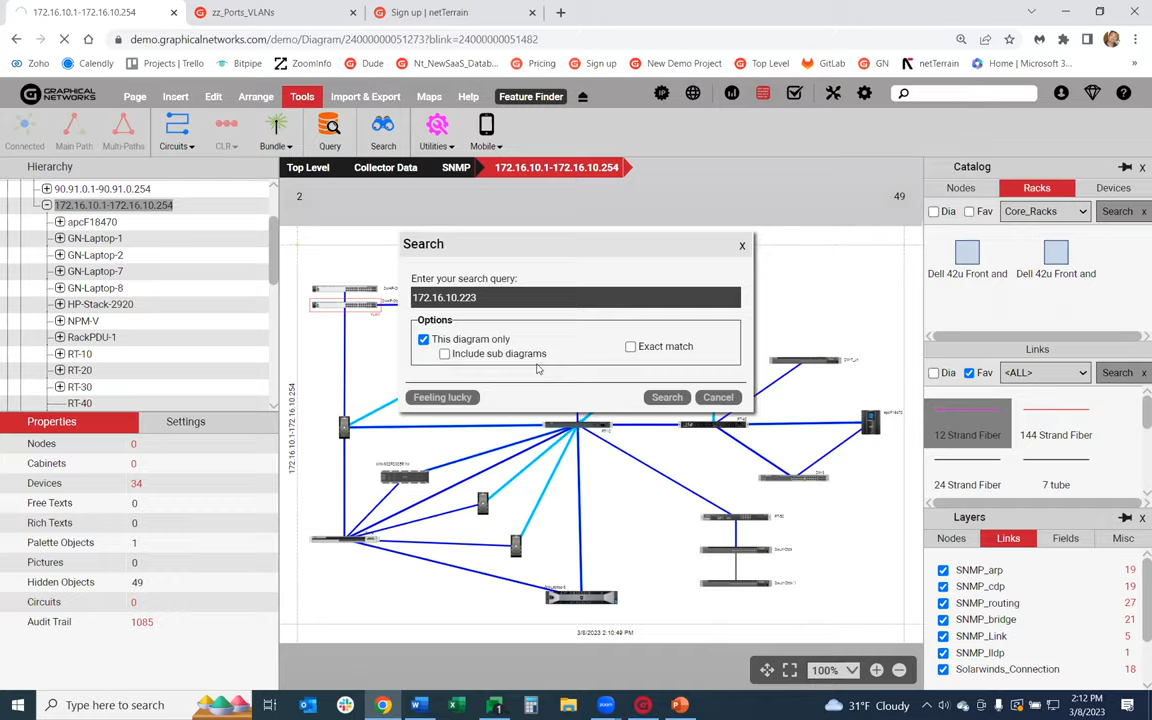 172.16.10.1-172.16.10.254
zz_Ports_VLANs
Sign up | netTerrain
demo.graphicalnetworks.com/demo/Diagram/24000000051273?blink=24000000051482
Zoho
Calendly
Projects | Trello
Bitpipe
ZoomInfo
Dude
Nt_NewSaaS_Datab...
Pricing
Sign up
New Demo Project
Top Level
GitLab
GN
netTerrain
Home | Microsoft 3...
GRAPHICAL
NETWORKS
Page
Insert
Edit
Arrange
Tools
Import & Export
Maps
Help
Feature Finder
Connected
Main Path
Multi-Paths
Circuits
CLR
Bundle
Query
Search
Utilities
Mobile
Hierarchy
90.91.0.1-90.91.0.254
172.16.10.1-172.16.10.254
apcF18470
GN-Laptop-1
GN-Laptop-2
GN-Laptop-7
GN-Laptop-8
HP-Stack-2920
NPM-V
RackPDU-1
RT-10
RT-20
RT-30
RT-40
Properties
Settings
Nodes 0
Cabinets 0
Devices 34
Free Texts 0
Rich Texts 0
Palette Objects 1
Pictures 0
Hidden Objects 49
Circuits 0
Audit Trail 1085
Top Level
Collector Data
SNMP
172.16.10.1-172.16.10.254
2
49
172.16.10.1-172.16.10.254
Search
x
Enter your search query:
172.16.10.223
Options
This diagram only
Include sub diagrams
Exact match
Feeling lucky
Search
Cancel
3/8/2023 2:10:49 PM
100%
Catalog
X
Nodes
Racks
Devices
Dia
Fav
Core_Racks
Search x
Dell 42u Front and
Dell 42u Front and
Links
Dia
Fav
<ALL>
Search x
12 Strand Fiber
144 Strand Fiber
24 Strand Fiber
7 tube
Layers
X
Nodes
Links
Fields
Misc
SNMP_arp 19
SNMP_cdp 19
SNMP_routing 27
SNMP_bridge 21
SNMP_Link 5
SNMP_lldp 1
Solarwinds_Connection 18
Type here to search
31°F Cloudy
2:12 PM
3/8/2023